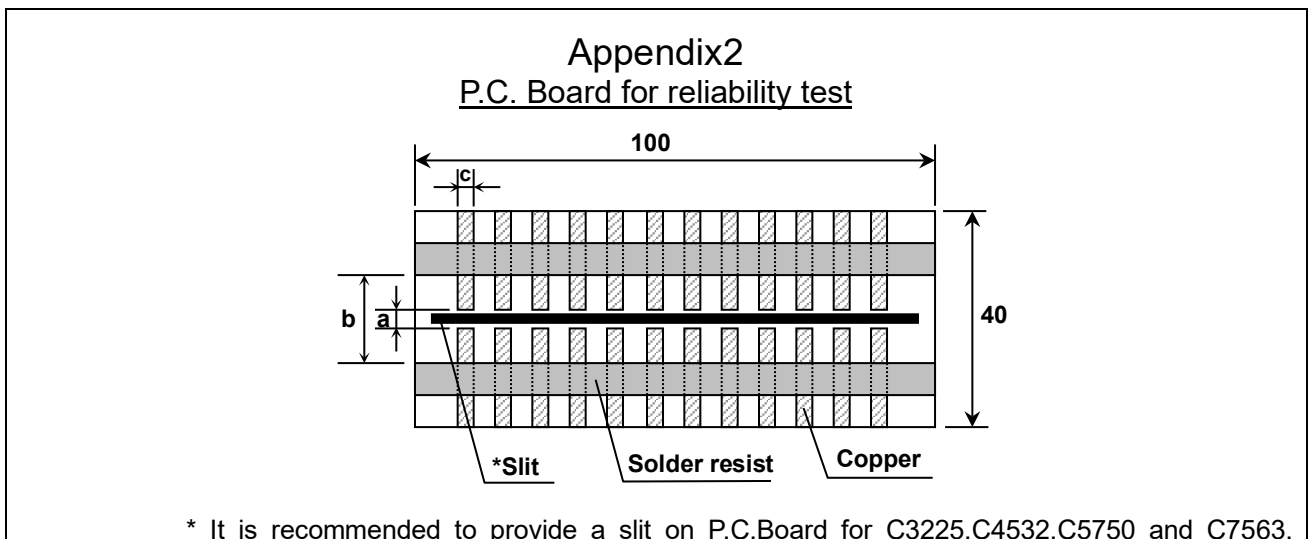 Appendix2
P.C. Board for reliability test
100
c
b
a
40
*Slit
Solder resist
Copper
* It is recommended to provide a slit on P.C.Board for C3225,C4532,C5750 and C7563.